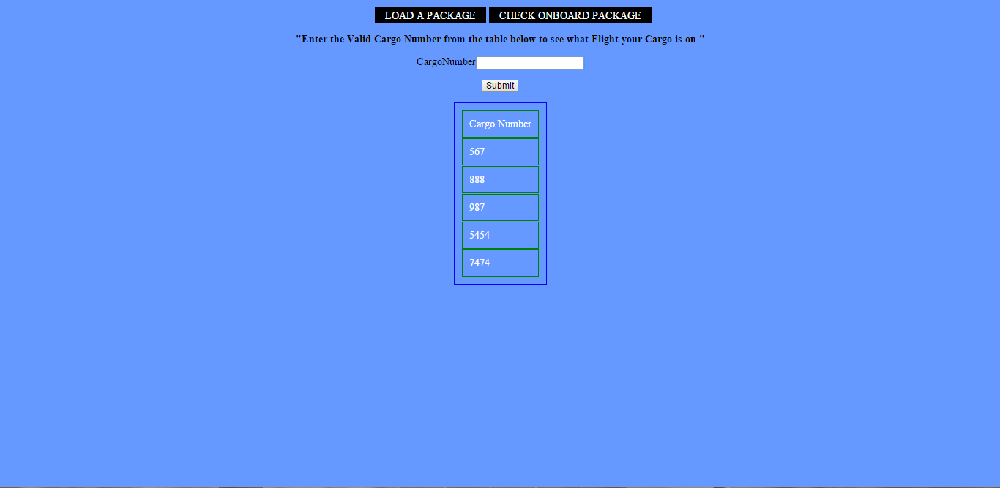 LOAD A PACKAGE CHECK ONBOARD PACKAGE
"Enter the Valid Cargo Number from the table below to see what Flight your Cargo is on "
CargoNumber
Submit
Cargo Number
567
888
987
5454
7474